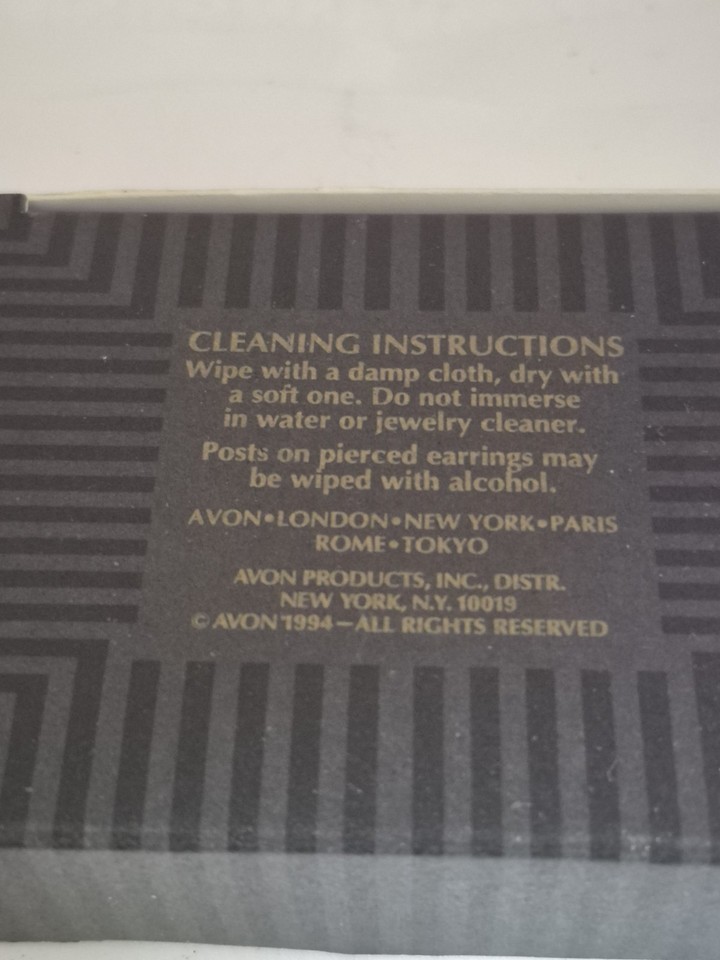 CLEANING INSTRUCTIONS
Wipe with a damp cloth, dry with
a soft one. Do not immerse
in water or jewelry cleaner.
Posts on pierced earrings may
be wiped with alcohol.
AVON•LONDON•NEW YORK•PARIS
ROME•TOKYO
AVON PRODUCTS, INC., DISTR.
NEW YORK, N.Y. 10019
© AVON 1994—ALL RIGHTS RESERVED